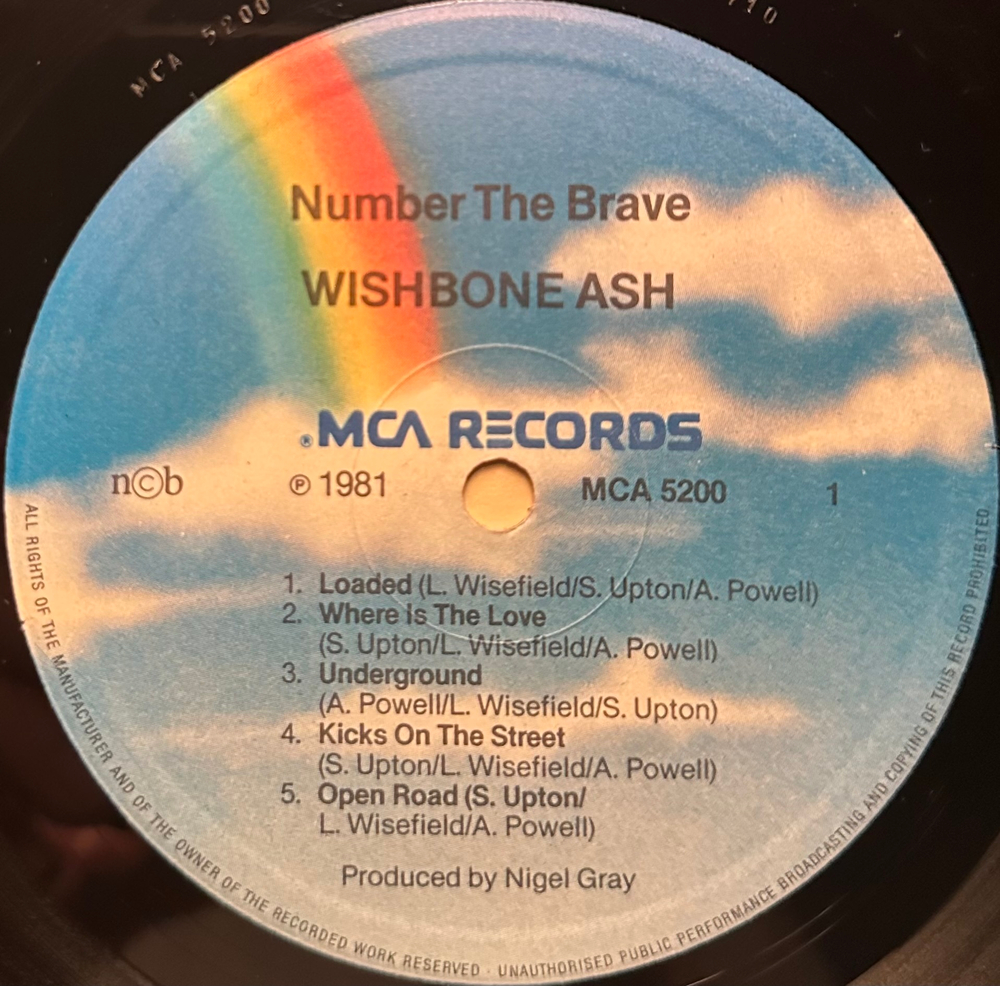 MCA 5200
710
Number The Brave
WISHBONE ASH
® MCA RECORDS
n©b
℗ 1981
MCA 5200
1
1. Loaded (L. Wisefield/S. Upton/A. Powell)
2. Where Is The Love
(S. Upton/L. Wisefield/A. Powell)
3. Underground
(A. Powell/L. Wisefield/S. Upton)
4. Kicks On The Street
(S. Upton/L. Wisefield/A. Powell)
5. Open Road (S. Upton/
L. Wisefield/A. Powell)
Produced by Nigel Gray
ALL RIGHTS OF THE MANUFACTURER AND OF THE OWNER OF THE RECORDED WORK RESERVED · UNAUTHORISED PUBLIC PERFORMANCE BROADCASTING AND COPYING OF THIS RECORD PROHIBITED